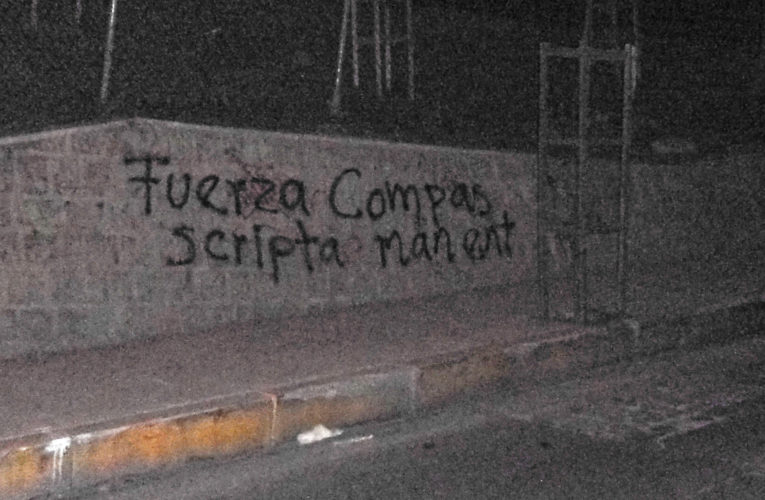 Fuerza Compas
scripta manent